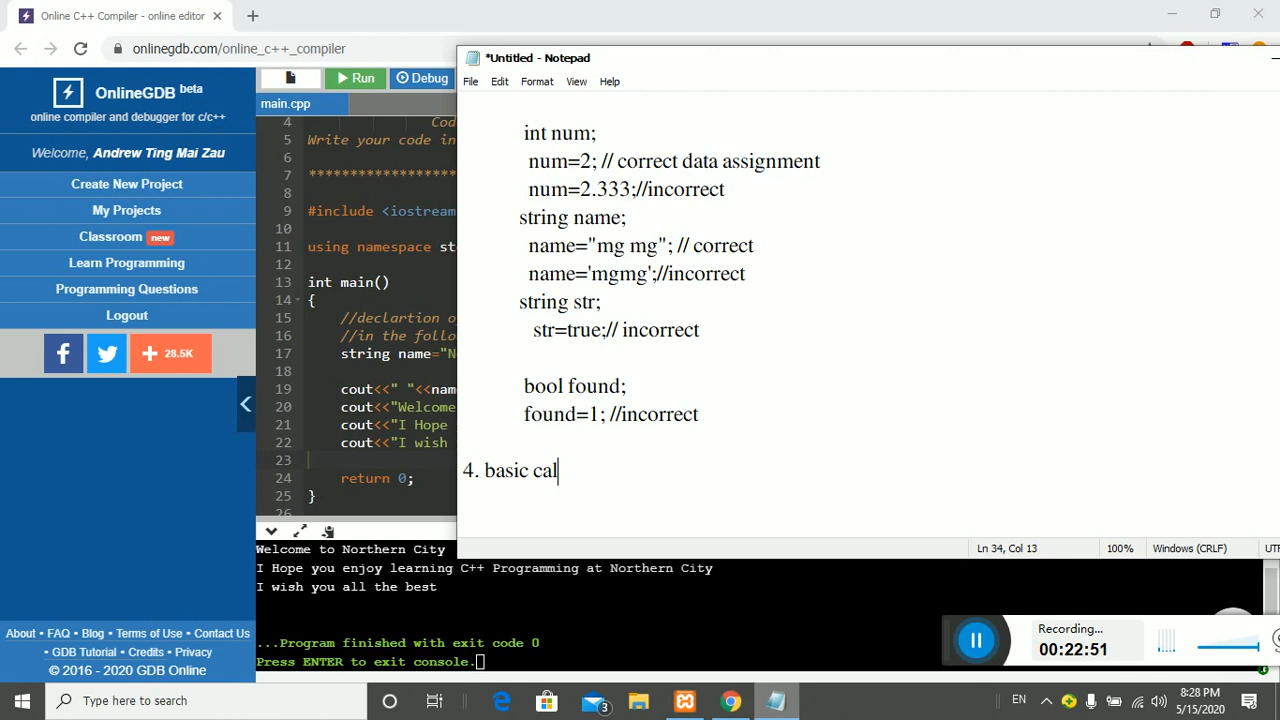 Online C++ Compiler - online editor
onlinegdb.com/online_c++_compiler
OnlineGDB beta
online compiler and debugger for c/c++
Welcome, Andrew Ting Mai Zau
Create New Project
My Projects
Classroom new
Learn Programming
Programming Questions
Logout
28.5K
About • FAQ • Blog • Terms of Use • Contact Us
• GDB Tutorial • Credits • Privacy
© 2016 - 2020 GDB Online
Run
Debug
main.cpp
4 Cod
5 Write your code in
6
7 ******************
8
9 #include <iostream
10
11 using namespace st
12
13 int main()
14 {
15 //declartion o
16 //in the follo
17 string name="N
18
19 cout<<" "<<nam
20 cout<<"Welcome
21 cout<<"I Hope
22 cout<<"I wish
23
24 return 0;
25 }
26
*Untitled - Notepad
File Edit Format View Help
int num;
num=2; // correct data assignment
num=2.333;//incorrect
string name;
name="mg mg"; // correct
name='mgmg';//incorrect
string str;
str=true;// incorrect
bool found;
found=1; //incorrect
4. basic cal
Ln 34, Col 13 100% Windows (CRLF) UTF
Welcome to Northern City
I Hope you enjoy learning C++ Programming at Northern City
I wish you all the best
...Program finished with exit code 0
Press ENTER to exit console.
Recording...
00:22:51
Type here to search
3
EN
8:28 PM
5/15/2020